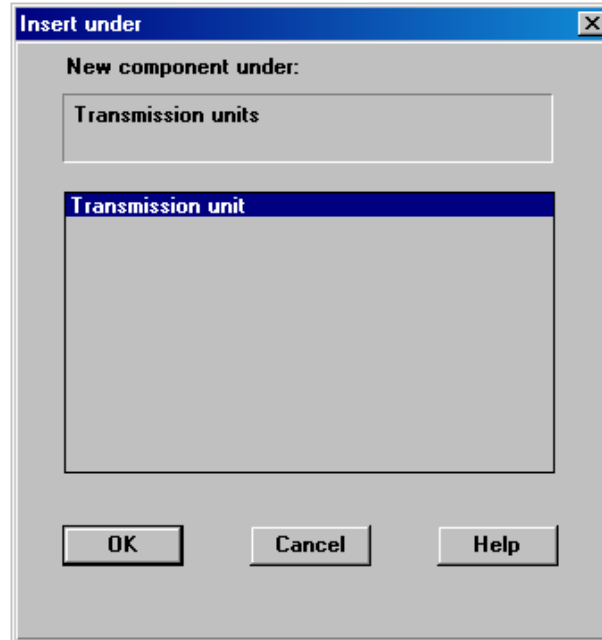 Insert under
New component under:
Transmission units
Transmission unit
OK Cancel Help